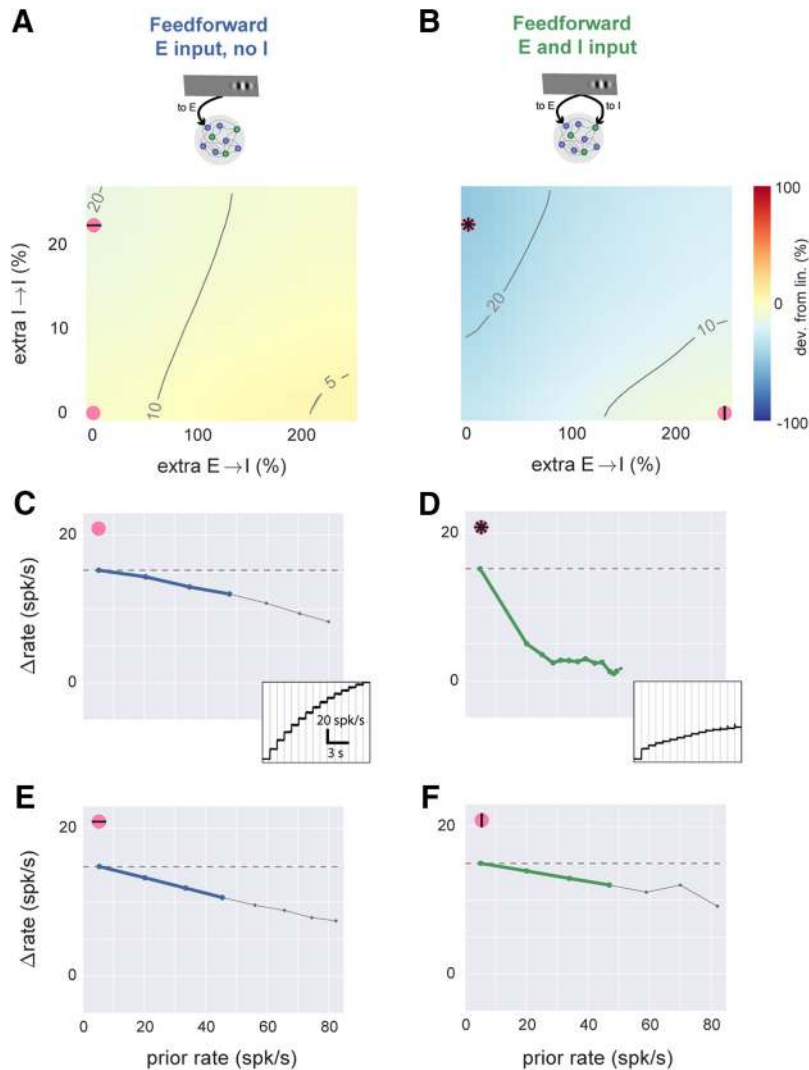 A
Feedforward
E input, no I
to E
B
Feedforward
E and I input
to E
to I
extra I→I (%)
20
10
0
20
10
5
0
100
200
extra E→I (%)
20
10
0
100
200
extra E→I (%)
100
0
-100
dev. from lin. (%)
C
Δrate (spk/s)
20
0
20 spk/s
3 s
D
20
0
E
Δrate (spk/s)
20
0
0
20
40
60
80
prior rate (spk/s)
F
20
0
0
20
40
60
80
prior rate (spk/s)